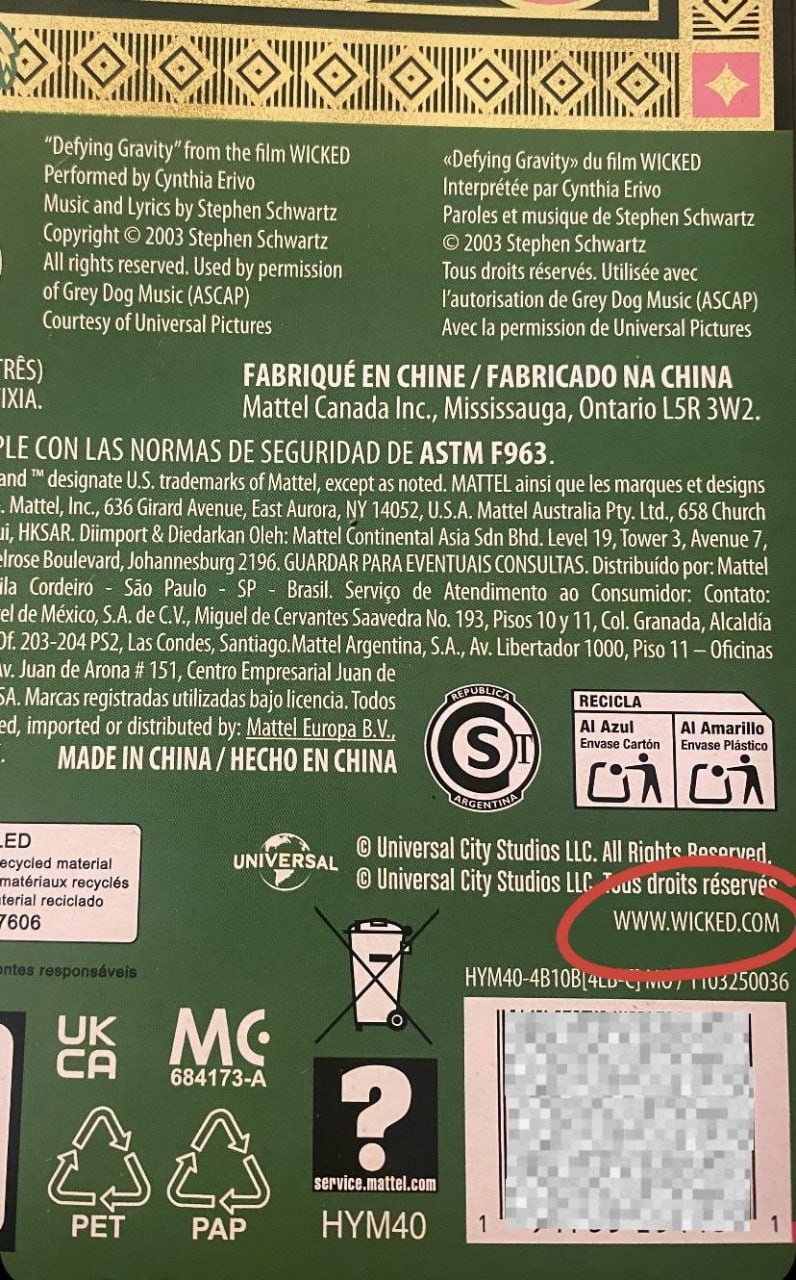 "Defying Gravity" from the film WICKED
Performed by Cynthia Erivo
Music and Lyrics by Stephen Schwartz
Copyright © 2003 Stephen Schwartz
All rights reserved. Used by permission
of Grey Dog Music (ASCAP)
Courtesy of Universal Pictures
«Defying Gravity» du film WICKED
Interprétée par Cynthia Erivo
Paroles et musique de Stephen Schwartz
© 2003 Stephen Schwartz
Tous droits réservés. Utilisée avec
l'autorisation de Grey Dog Music (ASCAP)
Avec la permission de Universal Pictures
TRÊS)
IXIA.
FABRIQUÉ EN CHINE / FABRICADO NA CHINA
Mattel Canada Inc., Mississauga, Ontario L5R 3W2.
PLE CON LAS NORMAS DE SEGURIDAD DE ASTM F963.
and ™ designate U.S. trademarks of Mattel, except as noted. MATTEL ainsi que les marques et designs
. Mattel, Inc., 636 Girard Avenue, East Aurora, NY 14052, U.S.A. Mattel Australia Pty. Ltd., 658 Church
ui, HKSAR. Diimport & Diedarkan Oleh: Mattel Continental Asia Sdn Bhd. Level 19, Tower 3, Avenue 7,
elrose Boulevard, Johannesburg 2196. GUARDAR PARA EVENTUAIS CONSULTAS. Distribuído por: Mattel
ila Cordeiro - São Paulo - SP - Brasil. Serviço de Atendimento ao Consumidor: Contato:
tel de México, S.A. de C.V., Miguel de Cervantes Saavedra No. 193, Pisos 10 y 11, Col. Granada, Alcaldía
Of. 203-204 PS2, Las Condes, Santiago.Mattel Argentina, S.A., Av. Libertador 1000, Piso 11 – Oficinas
Av. Juan de Arona # 151, Centro Empresarial Juan de
SA. Marcas registradas utilizadas bajo licencia. Todos
ed, imported or distributed by: Mattel Europa B.V.,
MADE IN CHINA / HECHO EN CHINA
REPUBLICA
S T
ARGENTINA
RECICLA
Al Azul
Envase Cartón
Al Amarillo
Envase Plástico
LED
ecycled material
matériaux recyclés
terial reciclado
7606
ontes responsáveis
UNIVERSAL
© Universal City Studios LLC. All Rights Reserved.
© Universal City Studios LLC. Tous droits réservés
WWW.WICKED.COM
HYM40-4B10B[4LB-C] MO / 1103250036
UK
CA
MC
684173-A
?
service.mattel.com
HYM40
PET
PAP
1
1